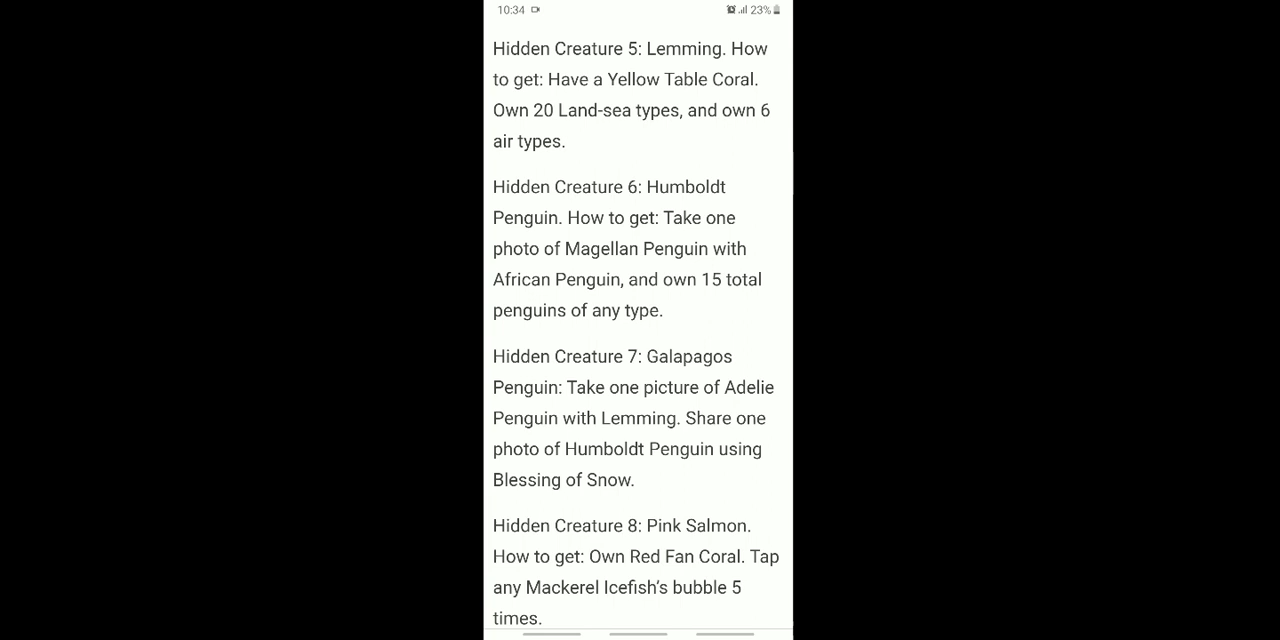 10:34 23%
Hidden Creature 5: Lemming. How
to get: Have a Yellow Table Coral.
Own 20 Land-sea types, and own 6
air types.
Hidden Creature 6: Humboldt
Penguin. How to get: Take one
photo of Magellan Penguin with
African Penguin, and own 15 total
penguins of any type.
Hidden Creature 7: Galapagos
Penguin: Take one picture of Adelie
Penguin with Lemming. Share one
photo of Humboldt Penguin using
Blessing of Snow.
Hidden Creature 8: Pink Salmon.
How to get: Own Red Fan Coral. Tap
any Mackerel Icefish’s bubble 5
times.